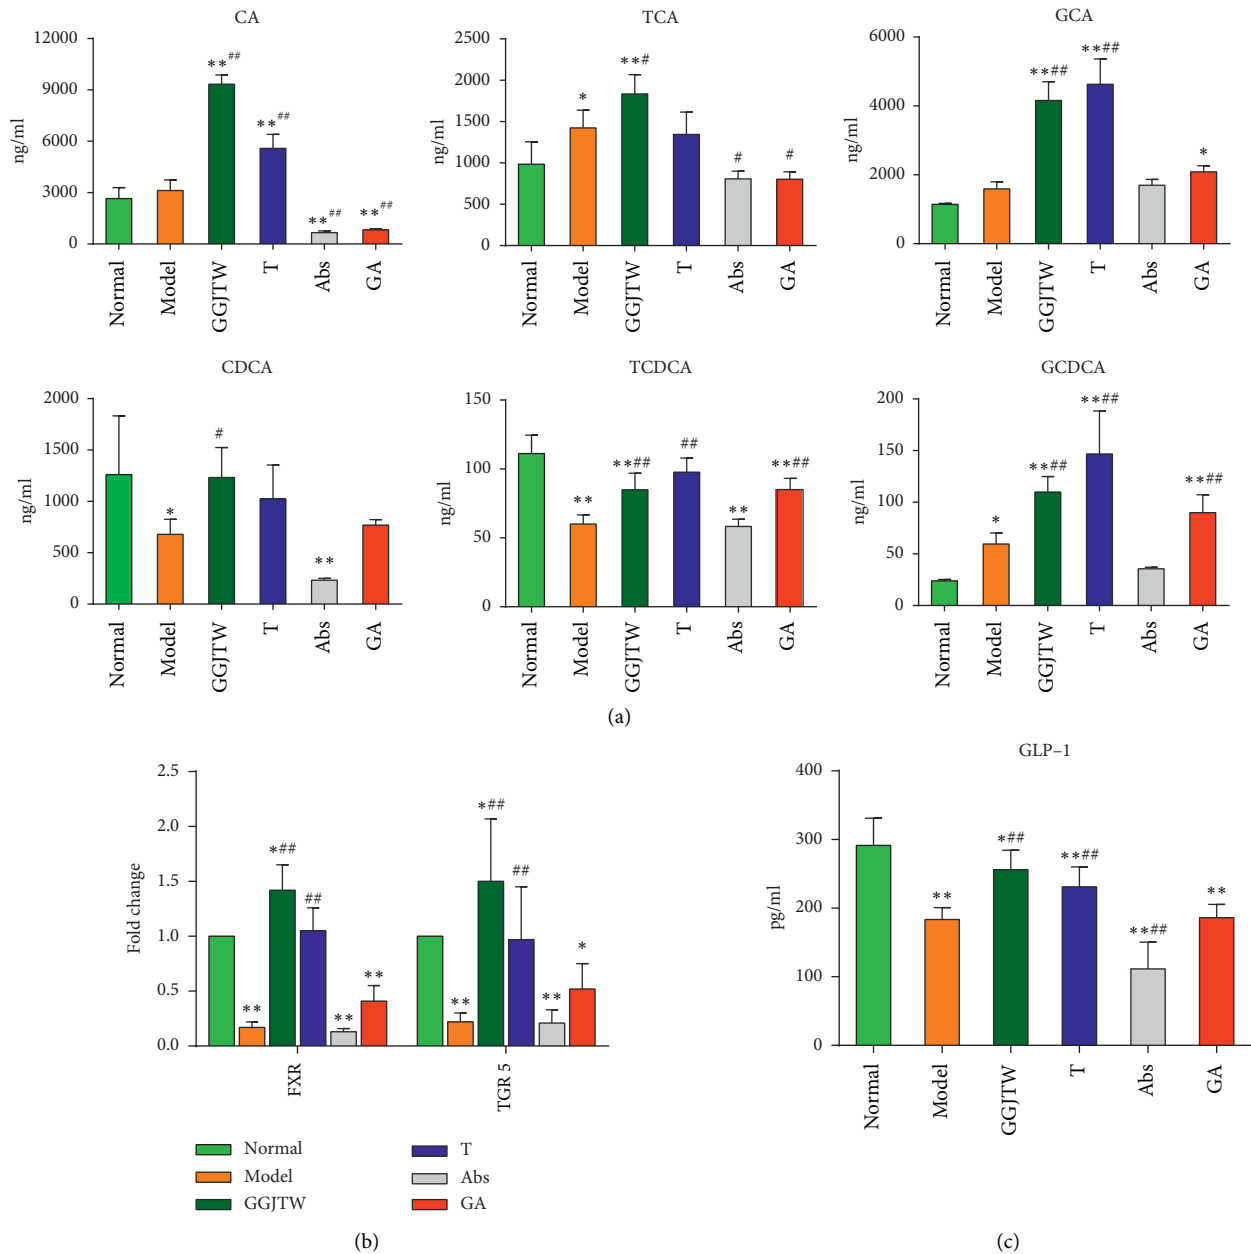 CA
12000
9000
6000
3000
0
ng/ml
**##
**##
**##
**##
Normal
Model
GGJTW
T
Abs
GA
TCA
2500
2000
1500
1000
500
0
ng/ml
*
**#
#
#
Normal
Model
GGJTW
T
Abs
GA
GCA
6000
4000
2000
0
ng/ml
**##
**##
*
Normal
Model
GGJTW
T
Abs
GA
CDCA
2000
1500
1000
500
0
ng/ml
*
#
**
Normal
Model
GGJTW
T
Abs
GA
TCDCA
150
100
50
0
ng/ml
**
**##
##
**
**##
Normal
Model
GGJTW
T
Abs
GA
GCDCA
200
150
100
50
0
ng/ml
*
**##
**##
**##
Normal
Model
GGJTW
T
Abs
GA
(a)
2.5
2.0
1.5
1.0
0.5
0.0
Fold change
**
*##
##
**
**
**
*##
##
**
*
FXR
TGR 5
Normal
Model
GGJTW
T
Abs
GA
(b)
GLP–1
400
300
200
100
0
pg/ml
**
*##
**##
**##
**
Normal
Model
GGJTW
T
Abs
GA
(c)